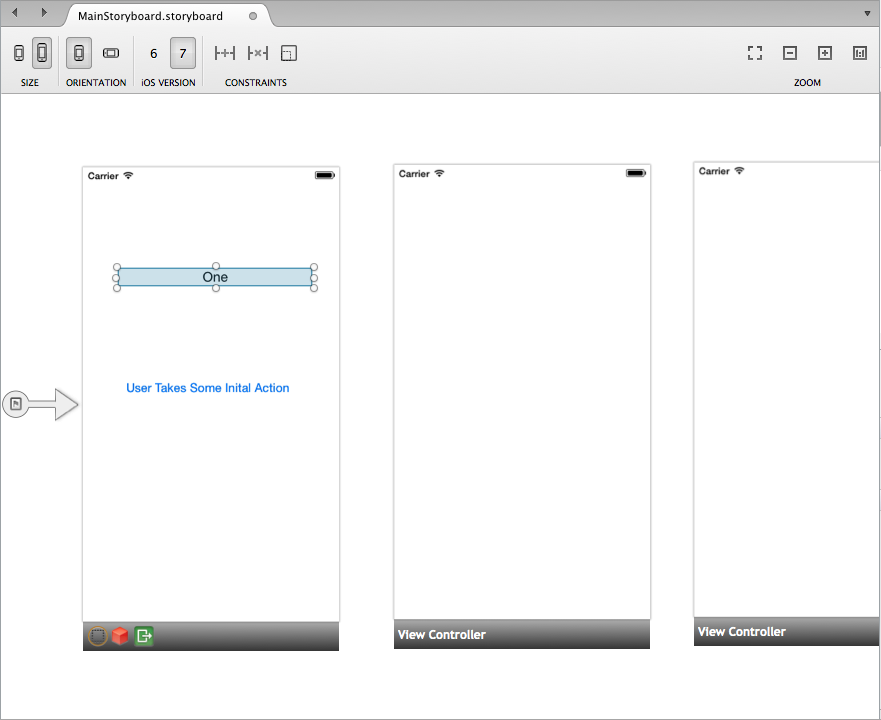 MainStoryboard.storyboard
6 7
SIZE ORIENTATION iOS VERSION CONSTRAINTS ZOOM
Carrier
Carrier
Carrier
One
User Takes Some Inital Action
View Controller
View Controller